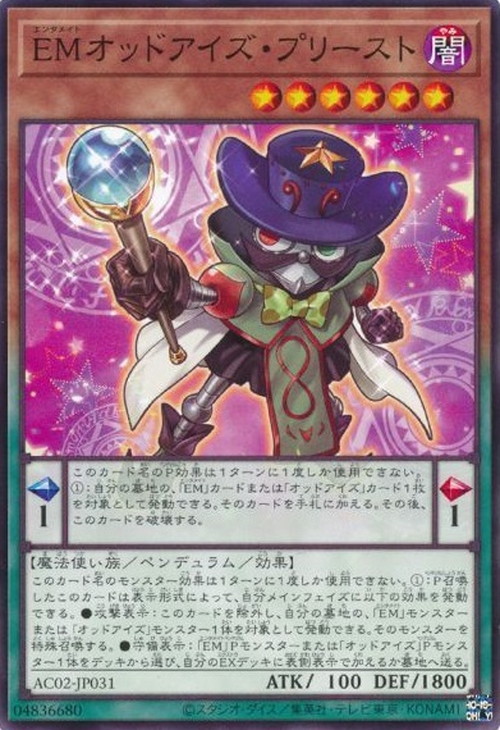 エンタメイト
EMオッドアイズ・プリースト
やみ
闇
このカード名のP効果は1ターンに1度しか使用できない。
①:自分の墓地の、「EM」カードまたは「オッドアイズ」カード1枚
を対象として発動できる。そのカードを手札に加える。その後、
このカードを破壊する。
1
1
【魔法使い族／ペンデュラム／効果】
このカード名のモンスター効果は1ターンに1度しか使用できない。①:P召喚
したこのカードは表示形式によって、自分メインフェイズに以下の効果を発動
できる。●攻撃表示:このカードを除外し、自分の墓地の、「EM」モンスター
または「オッドアイズ」モンスター1体を対象として発動できる。そのモンスターを
特殊召喚する。●守備表示:「EM」Pモンスターまたは「オッドアイズ」Pモン
スター1体をデッキから選び、自分のEXデッキに表側表示で加えるか墓地へ送る。
AC02-JP031
ATK/ 100 DEF/1800
04836680
©スタジオ・ダイス／集英社・テレビ東京・KONAMI